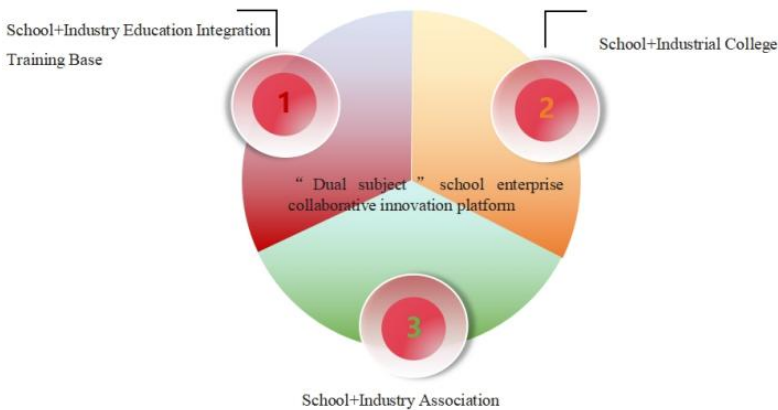 School+Industry Education Integration
Training Base
School+Industrial College
1
2
“ Dual subject ” school enterprise
collaborative innovation platform
3
School+Industry Association